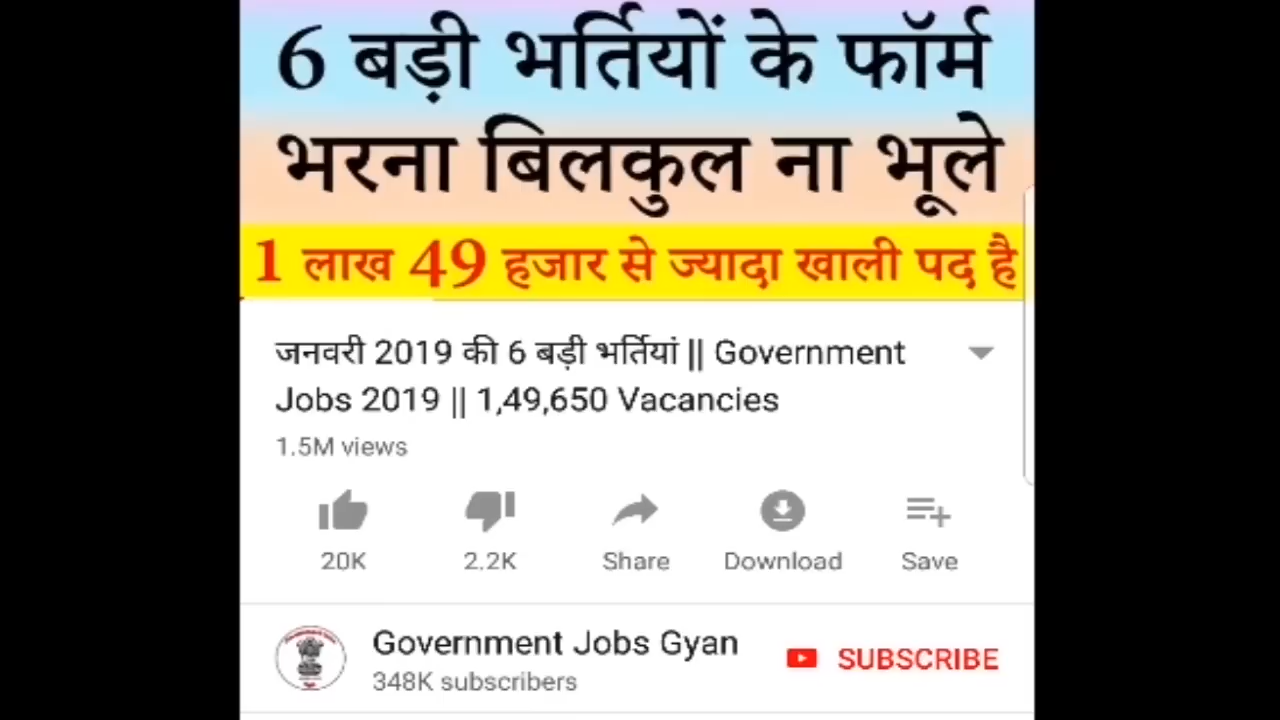 6 बड़ी भर्तियों के फॉर्म
भरना बिलकुल ना भूले
1 लाख 49 हजार से ज्यादा खाली पद है
जनवरी 2019 की 6 बड़ी भर्तियां || Government
Jobs 2019 || 1,49,650 Vacancies
1.5M views
20K 2.2K Share Download Save
Government Jobs Gyan
348K subscribers
SUBSCRIBE